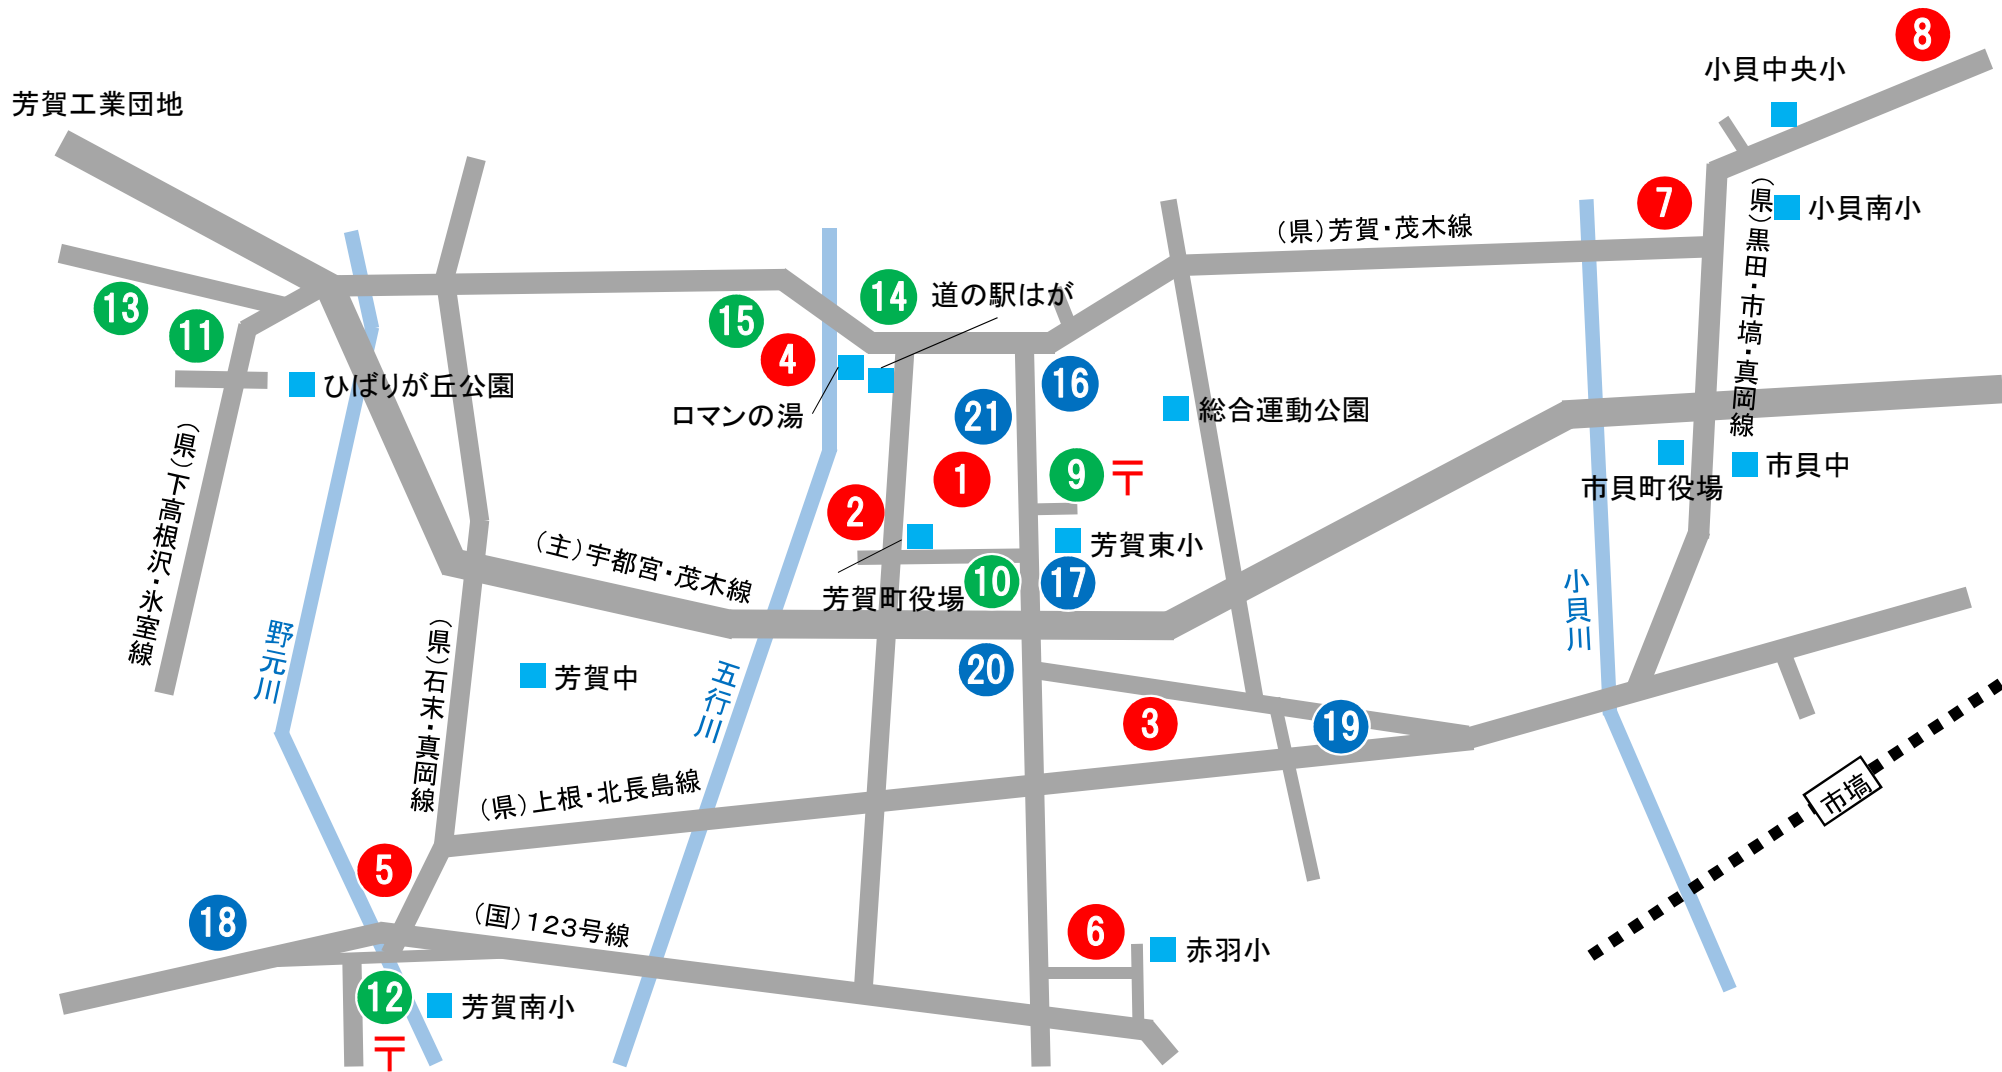 8
小貝中央小
芳賀工業団地
7
(県)黒田・市塙・真岡線
小貝南小
(県)芳賀・茂木線
13
11
15
14
道の駅はが
4
ひばりが丘公園
ロマンの湯
21
16
総合運動公園
(県)下高根沢・氷室線
2
1
9
〒
市貝町役場
市貝中
(主)宇都宮・茂木線
芳賀東小
芳賀町役場
10
17
小貝川
野元川
(県)石末・真岡線
芳賀中
五行川
20
3
19
(県)上根・北長島線
市塙
5
18
(国)123号線
6
赤羽小
12
芳賀南小
〒